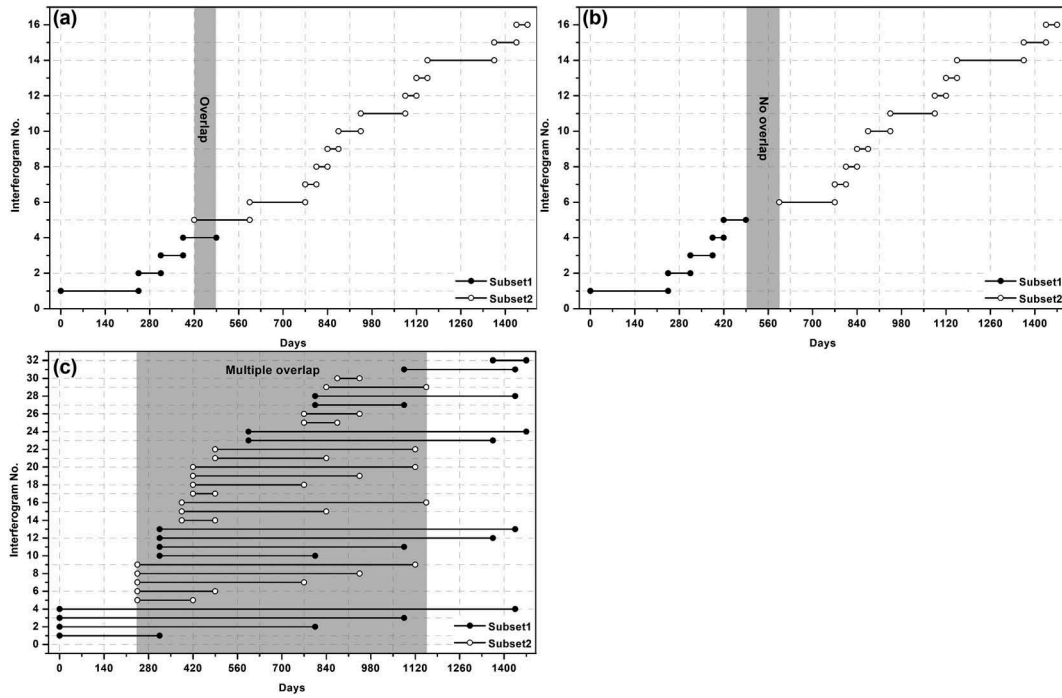 (a)
16
14
12
10
8
6
4
2
0
Interferogram No.
Overlap
Subset1
Subset2
0 140 280 420 560 700 840 980 1120 1260 1400
Days
(b)
16
14
12
10
8
6
4
2
0
Interferogram No.
No overlap
Subset1
Subset2
0 140 280 420 560 700 840 980 1120 1260 1400
Days
(c)
Multiple overlap
32
30
28
26
24
22
20
18
16
14
12
10
8
6
4
2
0
Interferogram No.
Subset1
Subset2
0 140 280 420 560 700 840 980 1120 1260 1400
Days